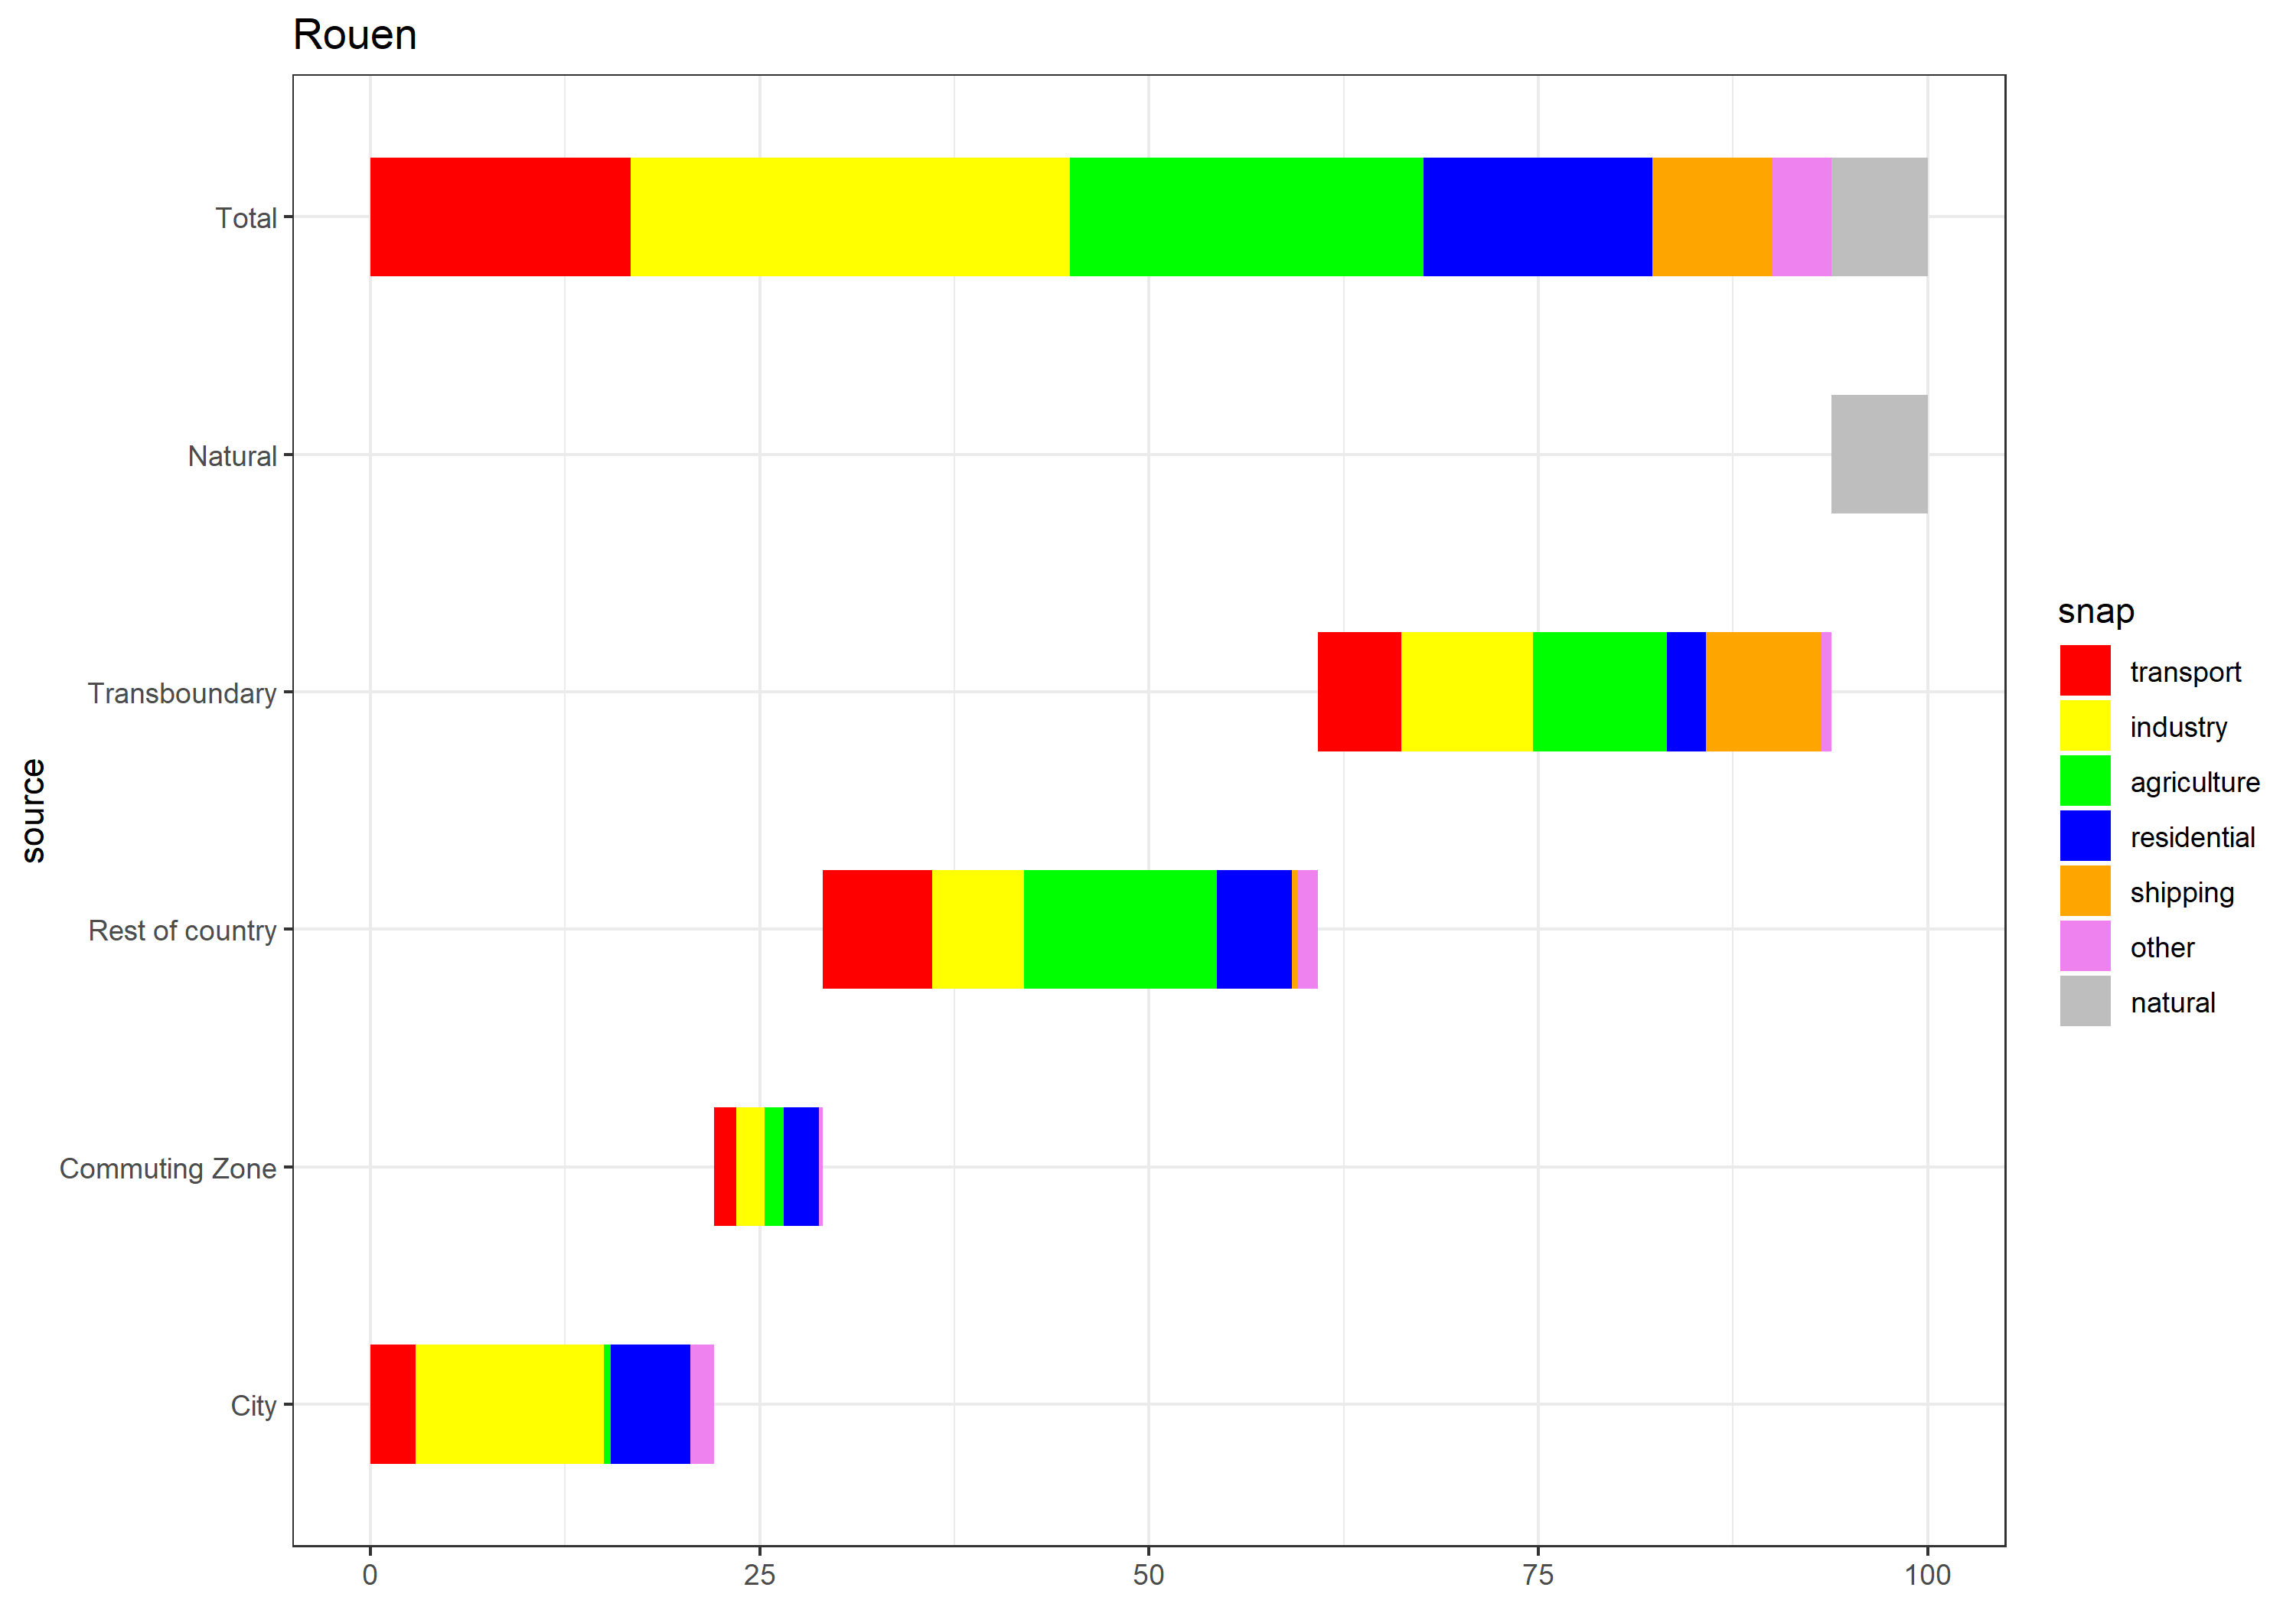 Rouen
source
Total
Natural
Transboundary
Rest of country
Commuting Zone
City
0 25 50 75 100
snap
transport
industry
agriculture
residential
shipping
other
natural